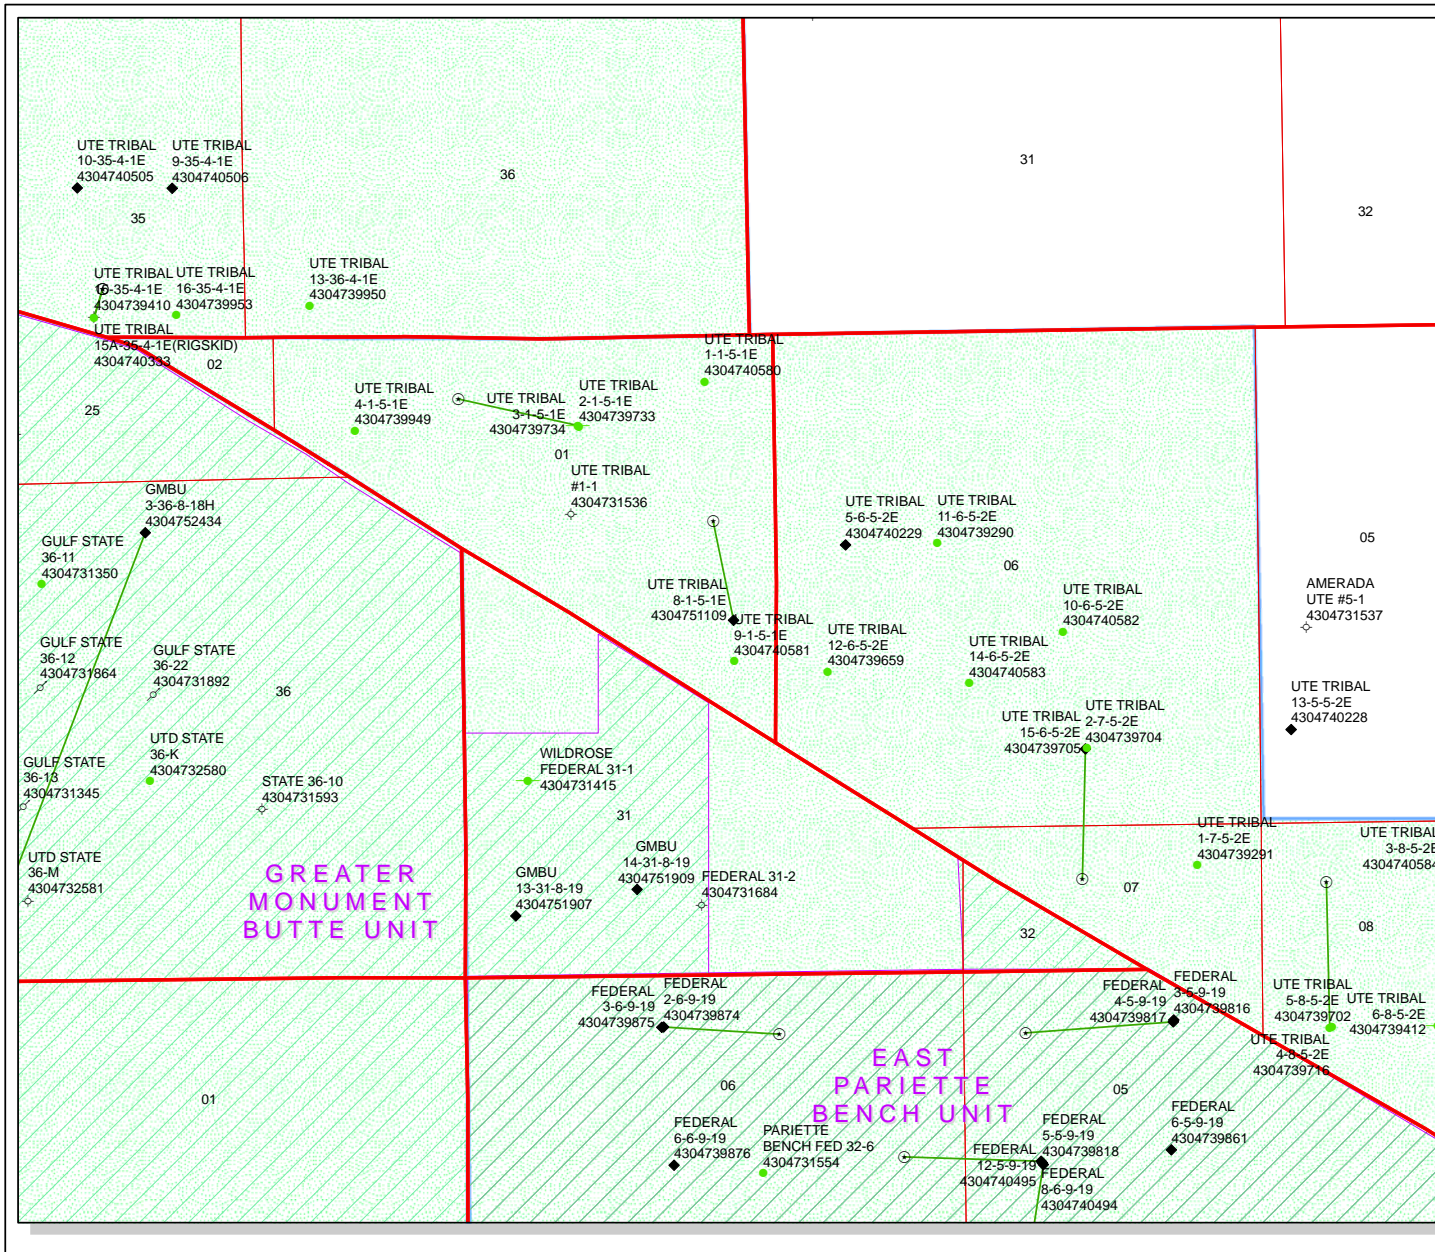 UTE TRIBAL
10-35-4-1E
4304740505
UTE TRIBAL
9-35-4-1E
4304740506
35
36
31
32
UTE TRIBAL
16-35-4-1E
4304739953
UTE TRIBAL
4304739410
UTE TRIBAL
13-36-4-1E
4304739950
UTE TRIBAL
15A-35-4-1E(RIGSKID)
4304740333
02
25
UTE TRIBAL
1-1-5-1E
4304740580
UTE TRIBAL
4-1-5-1E
4304739949
UTE TRIBAL
3-1-5-1E
4304739734
UTE TRIBAL
2-1-5-1E
4304739733
01
UTE TRIBAL
#1-1
4304731536
GMBU
3-36-8-18H
4304752434
GULF STATE
36-11
4304731350
UTE TRIBAL
5-6-5-2E
4304740229
UTE TRIBAL
11-6-5-2E
4304739290
06
05
AMERADA
UTE #5-1
4304731537
UTE TRIBAL
8-1-5-1E
4304751109
UTE TRIBAL
9-1-5-1E
4304740581
UTE TRIBAL
10-6-5-2E
4304740582
UTE TRIBAL
12-6-5-2E
4304739659
UTE TRIBAL
14-6-5-2E
4304740583
GULF STATE
36-12
4304731864
GULF STATE
36-22
4304731892
36
UTE TRIBAL
15-6-5-2E
4304739705
UTE TRIBAL
2-7-5-2E
4304739704
UTE TRIBAL
13-5-5-2E
4304740228
GULF STATE
36-13
4304731345
UTD STATE
36-K
4304732580
STATE 36-10
4304731593
WILDROSE
FEDERAL 31-1
4304731415
31
UTD STATE
36-M
4304732581
GREATER
MONUMENT
BUTTE UNIT
GMBU
13-31-8-19
4304751907
GMBU
14-31-8-19
4304751909
FEDERAL 31-2
4304731684
UTE TRIBAL
1-7-5-2E
4304739291
07
UTE TRIBAL
3-8-5-2E
4304740584
08
32
FEDERAL
3-6-9-19
4304739875
FEDERAL
2-6-9-19
4304739874
FEDERAL
4-5-9-19
4304739817
FEDERAL
3-5-9-19
4304739816
UTE TRIBAL
5-8-5-2E
4304739702
UTE TRIBAL
6-8-5-2E
4304739412
UTE TRIBAL
4-8-5-2E
4304739716
EAST
PARIETTE
BENCH UNIT
01
06
05
FEDERAL
6-6-9-19
4304739876
PARIETTE
BENCH FED 32-6
4304731554
FEDERAL
12-5-9-19
4304740495
FEDERAL
5-5-9-19
4304739818
FEDERAL
8-6-9-19
4304740494
FEDERAL
6-5-9-19
4304739861